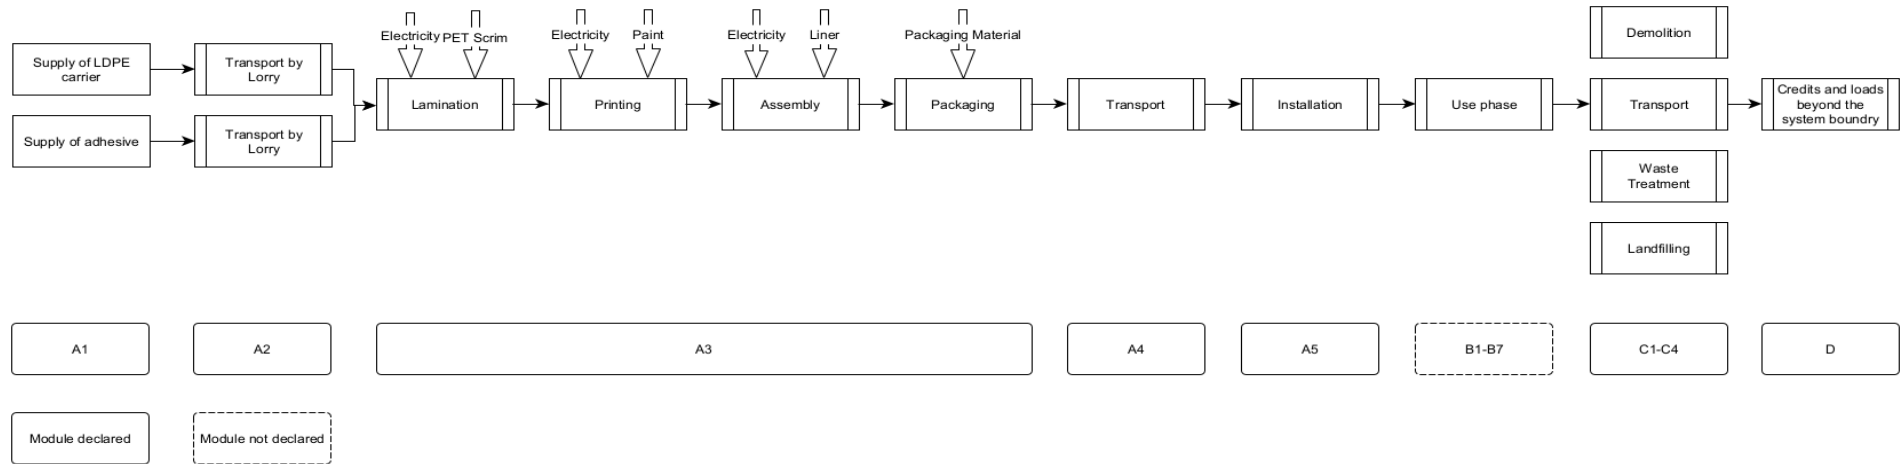 Electricity
PET Scrim
Electricity
Paint
Electricity
Liner
Packaging Material
Demolition
Supply of LDPE
carrier
Transport by
Lorry
Lamination
Printing
Assembly
Packaging
Transport
Installation
Use phase
Transport
Credits and loads
beyond the
system boundry
Supply of adhesive
Transport by
Lorry
Waste
Treatment
Landfilling
A1
A2
A3
A4
A5
B1-B7
C1-C4
D
Module declared
Module not declared